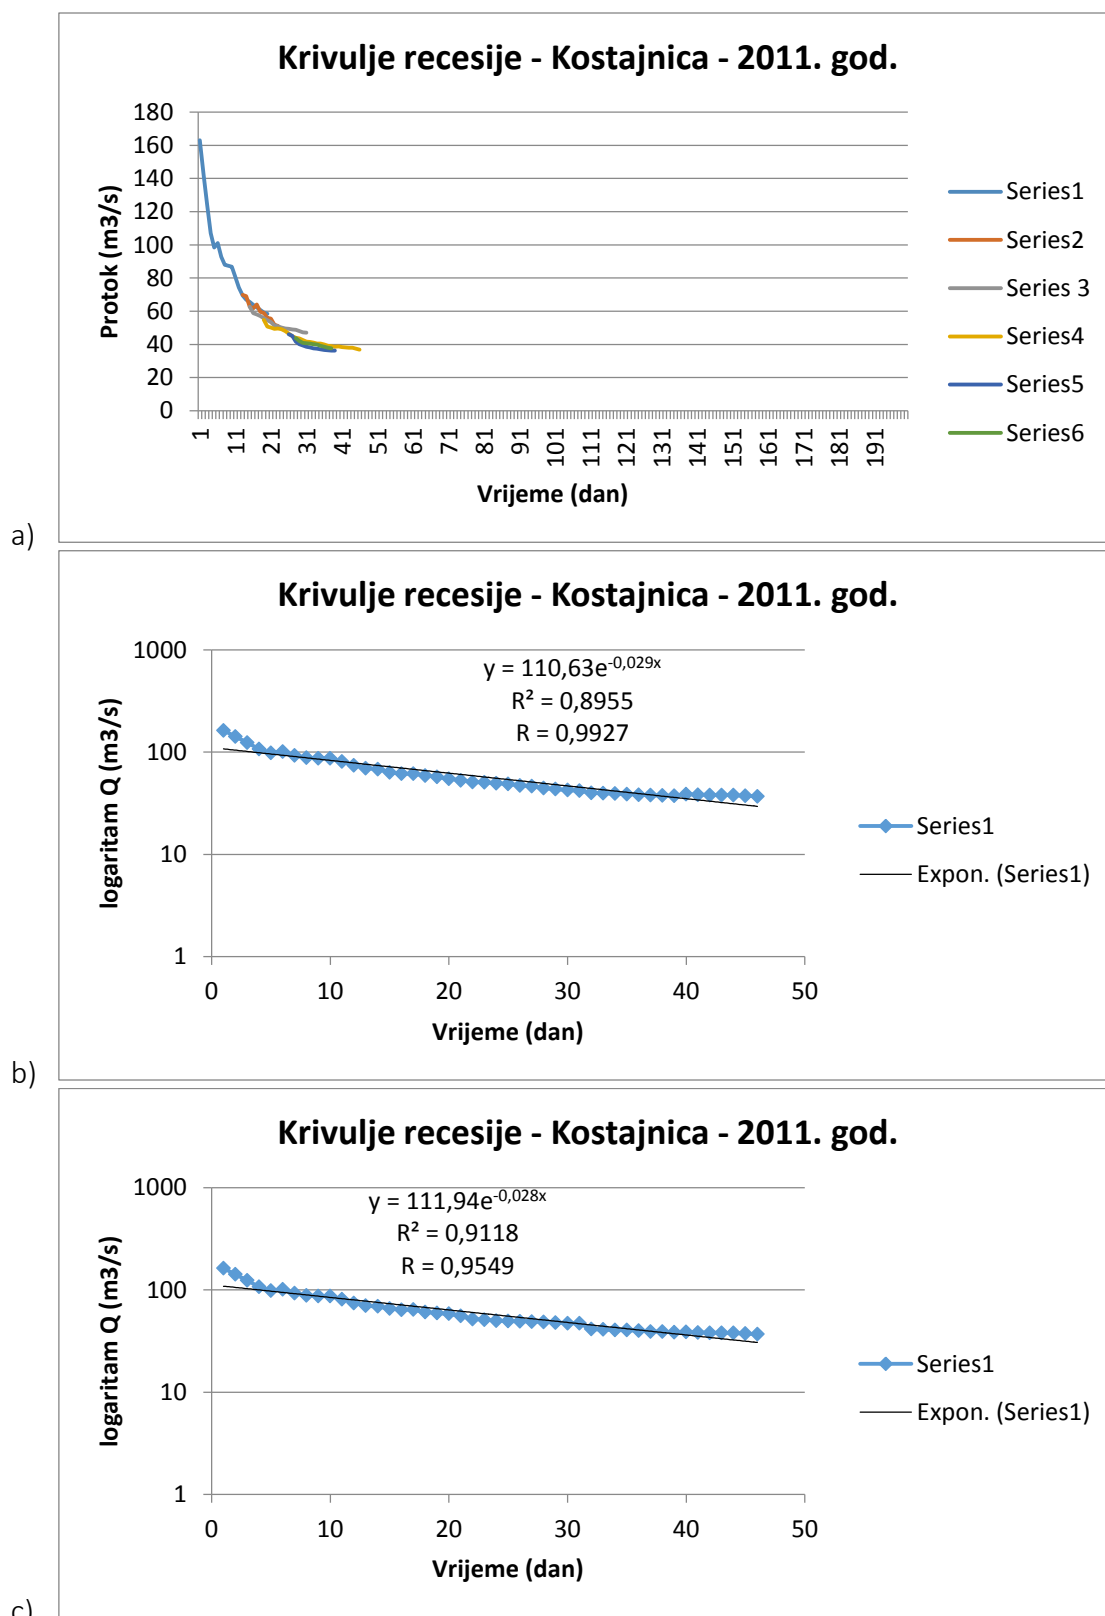 Krivulje recesije - Kostajnica - 2011. god.
180
160
140
120
100
80
60
40
20
0
Protok (m3/s)
1
11
21
31
41
51
61
71
81
91
101
111
121
131
141
151
161
171
181
191
Vrijeme (dan)
Series1
Series2
Series 3
Series4
Series5
Series6
a)
Krivulje recesije - Kostajnica - 2011. god.
y = 110,63e^-0,029x
R² = 0,8955
R = 0,9927
1000
100
10
1
logaritam Q (m3/s)
0 10 20 30 40 50
Vrijeme (dan)
Series1
Expon. (Series1)
b)
Krivulje recesije - Kostajnica - 2011. god.
y = 111,94e^-0,028x
R² = 0,9118
R = 0,9549
1000
100
10
1
logaritam Q (m3/s)
0 10 20 30 40 50
Vrijeme (dan)
Series1
Expon. (Series1)
c)